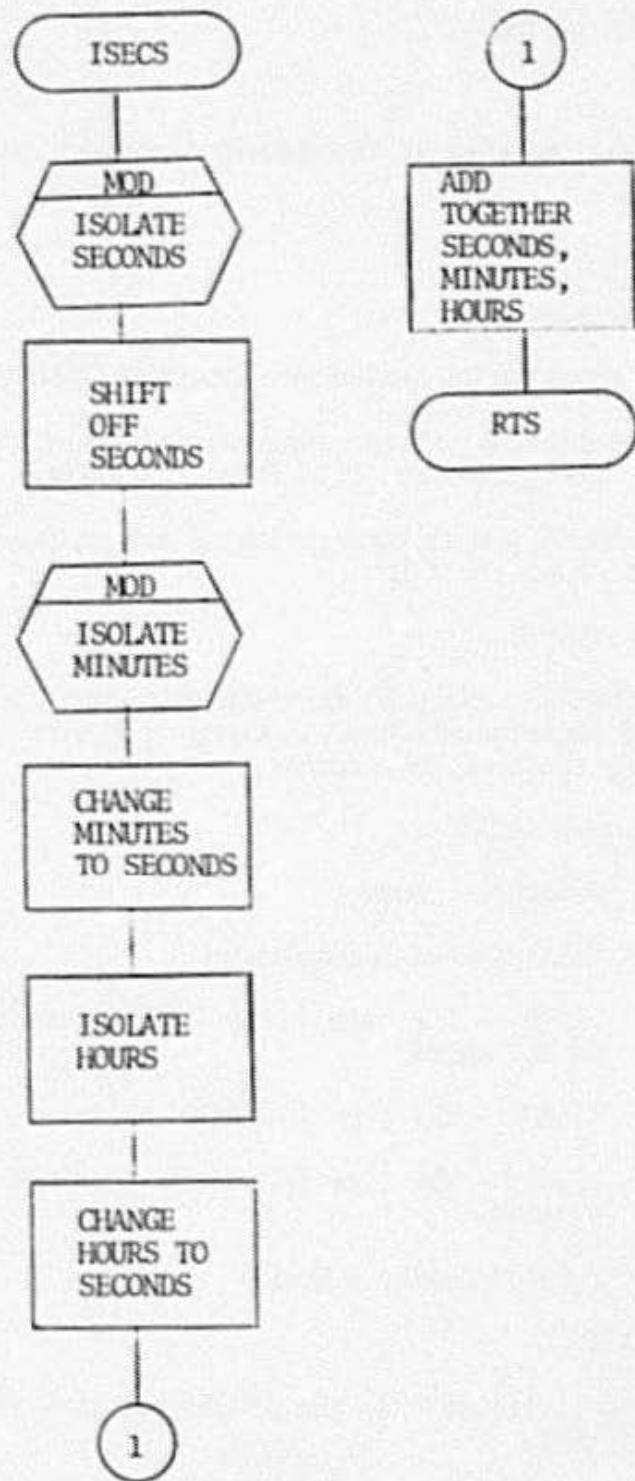 ISECS
MOD
ISOLATE
SECONDS
SHIFT
OFF
SECONDS
MOD
ISOLATE
MINUTES
CHANGE
MINUTES
TO SECONDS
ISOLATE
HOURS
CHANGE
HOURS TO
SECONDS
1
1
ADD
TOGETHER
SECONDS,
MINUTES,
HOURS
RTS